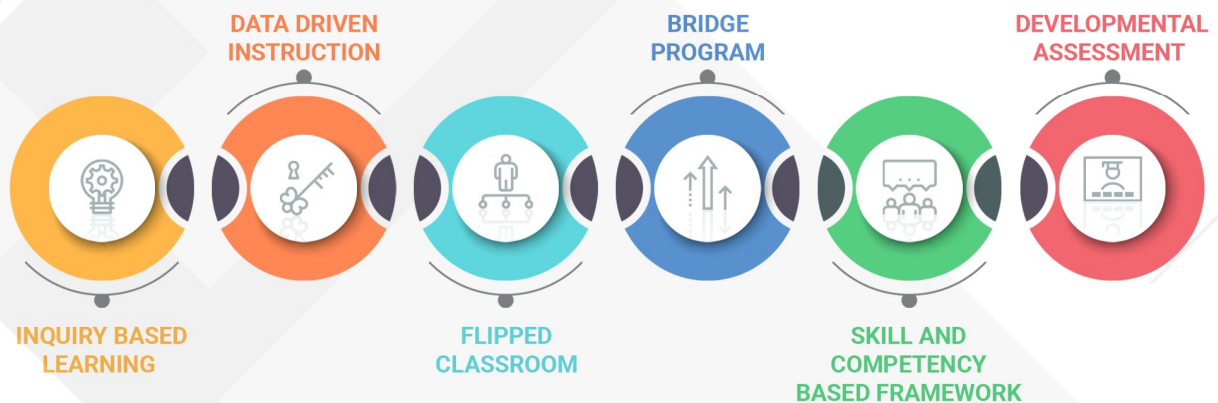 DATA DRIVEN
INSTRUCTION
BRIDGE
PROGRAM
DEVELOPMENTAL
ASSESSMENT
INQUIRY BASED
LEARNING
FLIPPED
CLASSROOM
SKILL AND
COMPETENCY
BASED FRAMEWORK